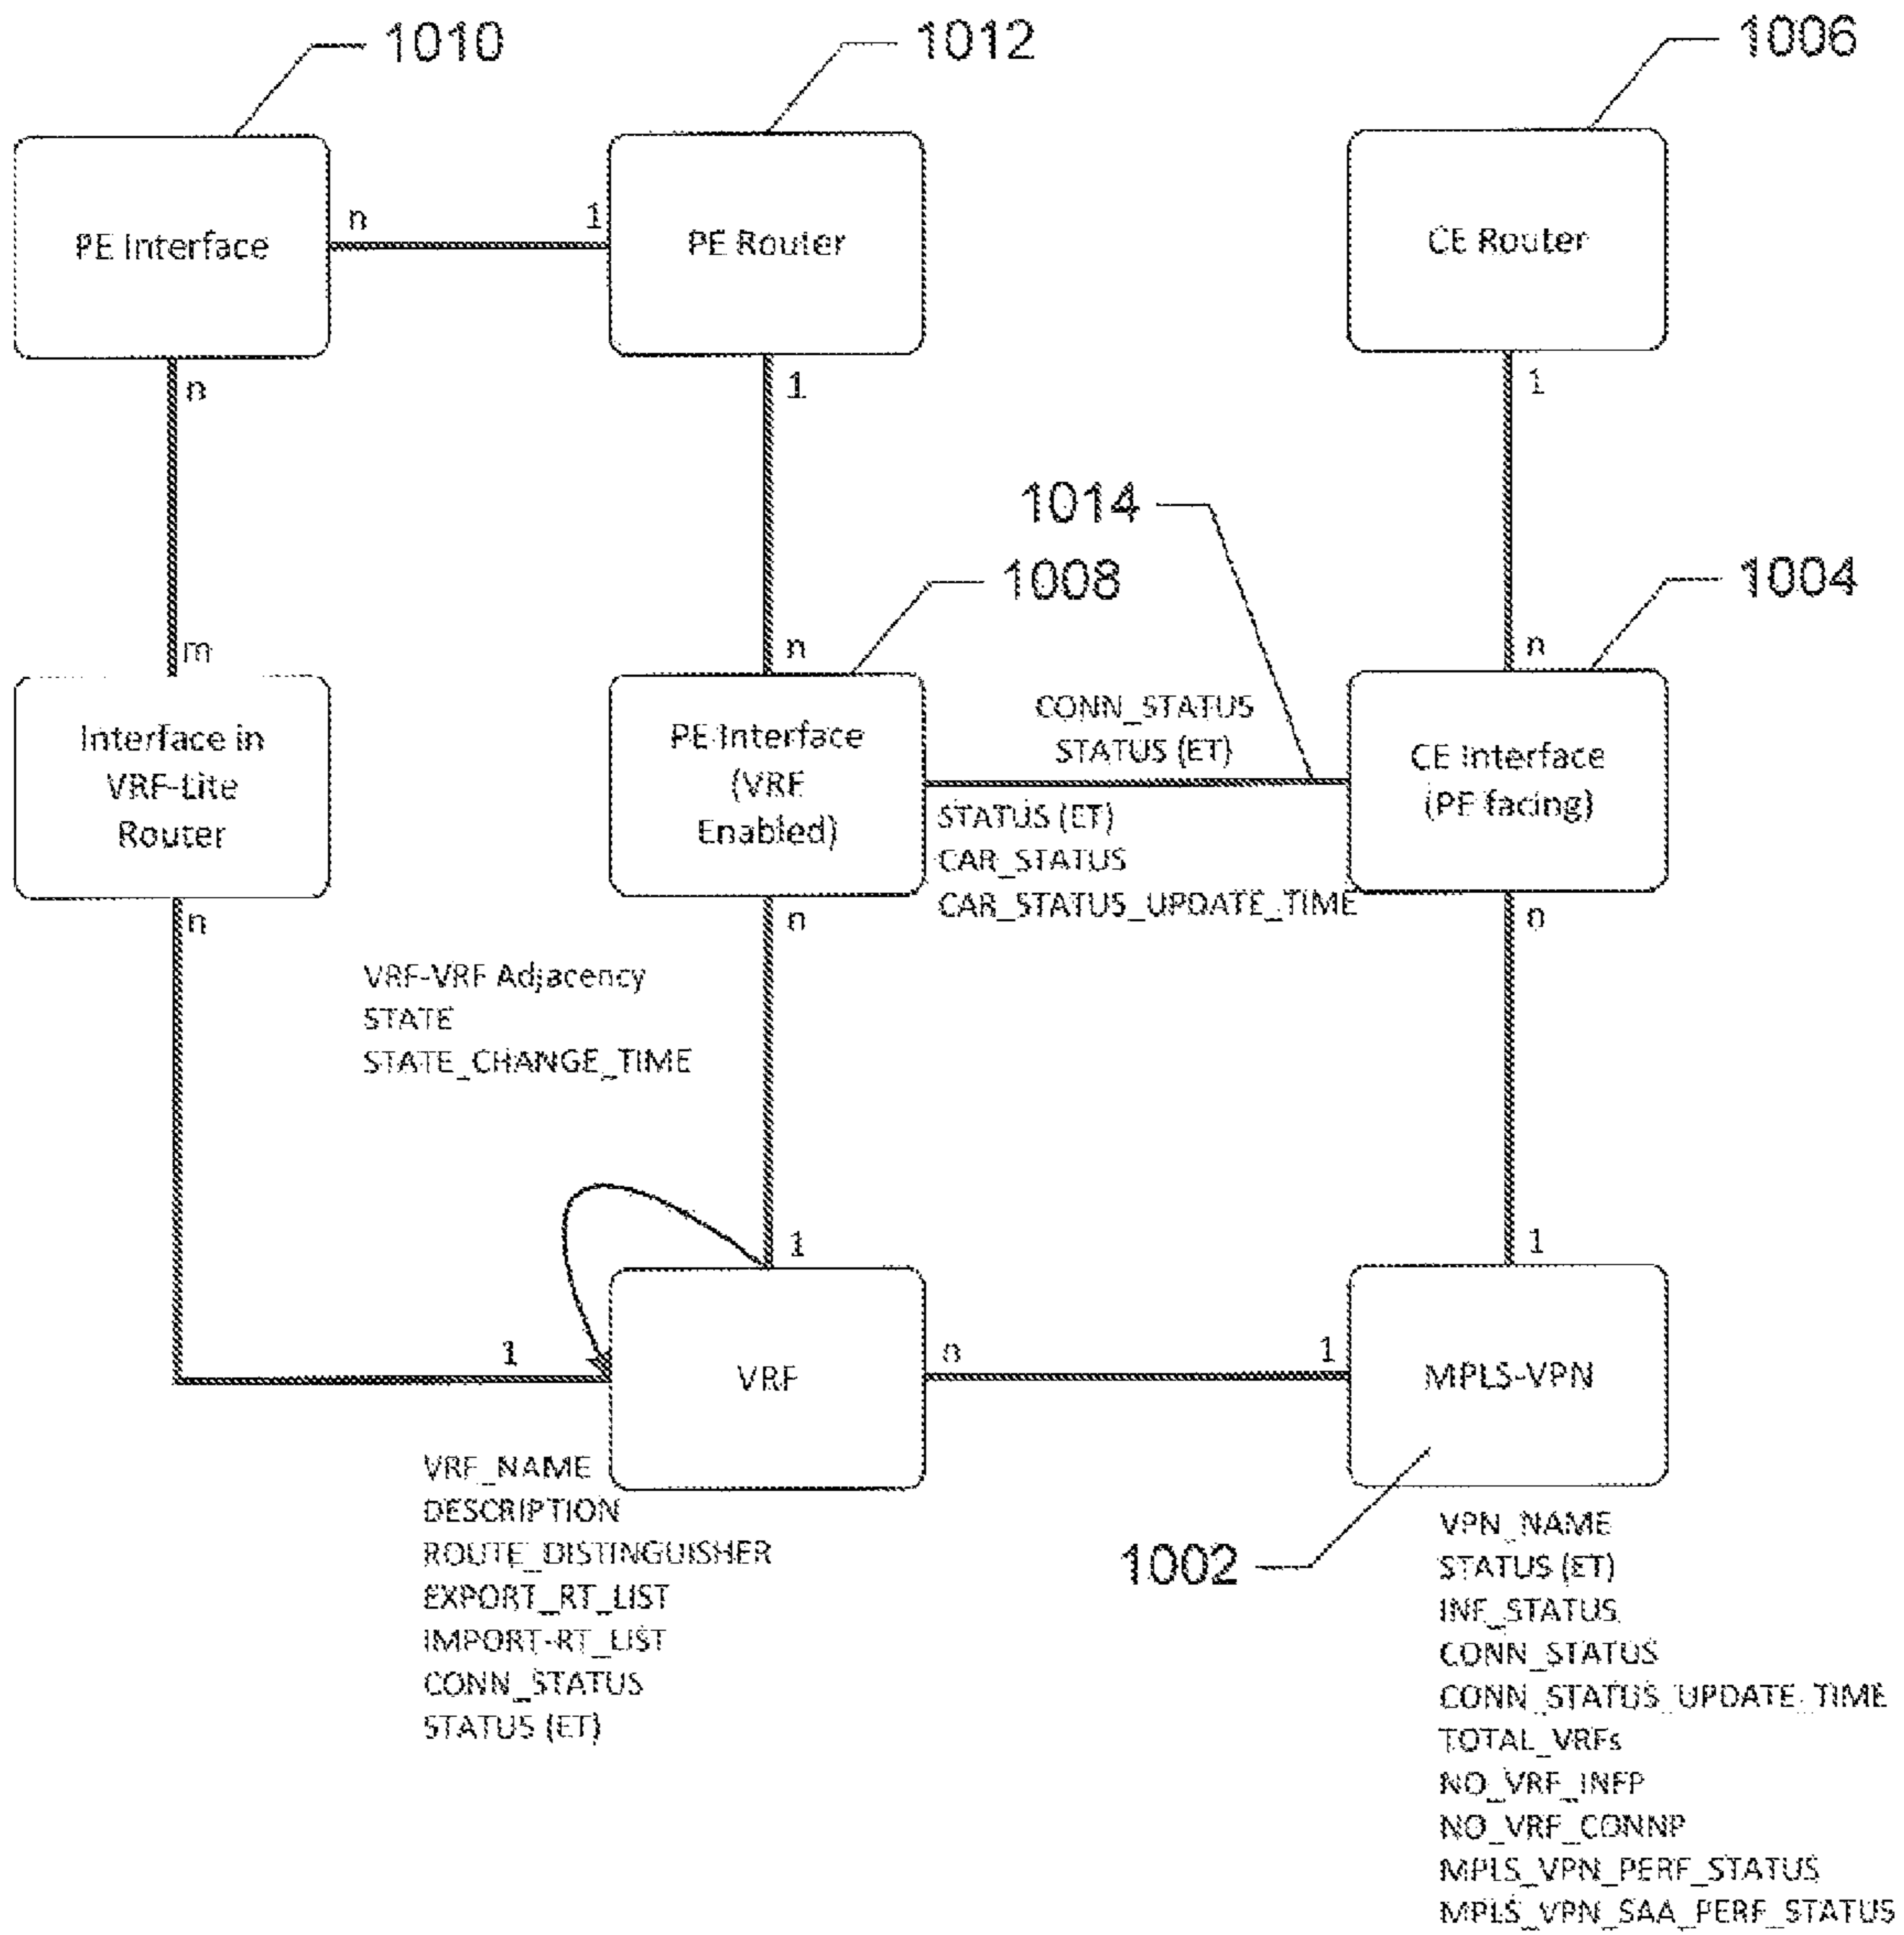 1010
1012
1006
PE Interface
n
1
PE Router
CE Router
n
1
1
1014
1008
1004
m
n
n
Interface in
VRF-Lite
Router
PE Interface
(VRF
Enabled)
CONN_STATUS
STATUS (ET)
CE Interface
(PE facing)
STATUS (ET)
CAR_STATUS
CAR_STATUS_UPDATE_TIME
n
n
n
VRF-VRF Adjacency
STATE
STATE_CHANGE_TIME
1
1
1
n
1
VRF
MPLS-VPN
VRF_NAME
DESCRIPTION
ROUTE_DISTINGUISHER
EXPORT_RT_LIST
IMPORT-RT_LIST
CONN_STATUS
STATUS (ET)
1002
VPN_NAME
STATUS (ET)
INF_STATUS
CONN_STATUS
CONN_STATUS_UPDATE_TIME
TOTAL_VRFs
NO_VRF_INFP
NO_VRF_CONNP
MPLS_VPN_PERF_STATUS
MPLS_VPN_SAA_PERF_STATUS